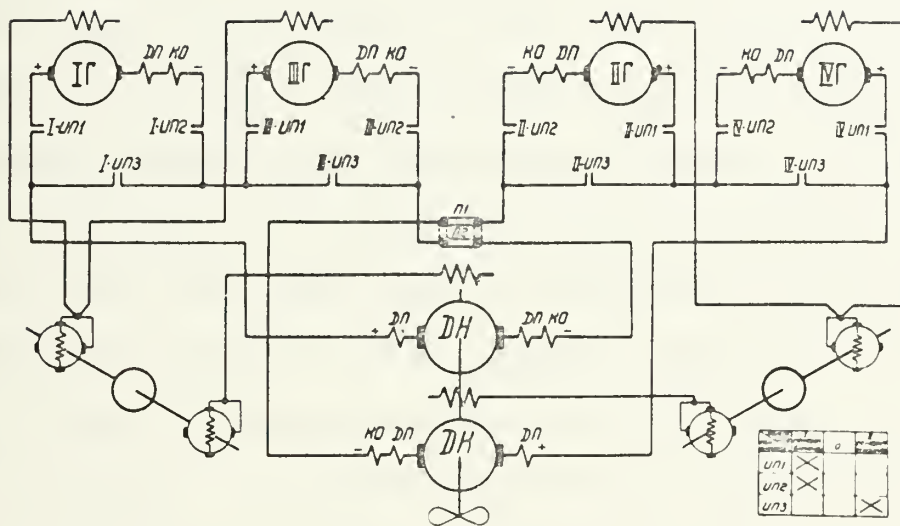 ДП КО
ДП КО
КО ДП
КО ДП
+ IГ -
+ IIIГ -
- IIГ +
- IVГ +
I-ИП1 I-ИП2
III-ИП1 III-ИП2
II-ИП2 II-ИП1
IV-ИП2 IV ИП1
I-ИП3
III-ИП3
II-ИП3
IV-ИП3
П1
П2
+ ДП
ДН
ДП КО -
- КО ДП
ДН
ДП +
0
ИП1
ИП2
ИП3